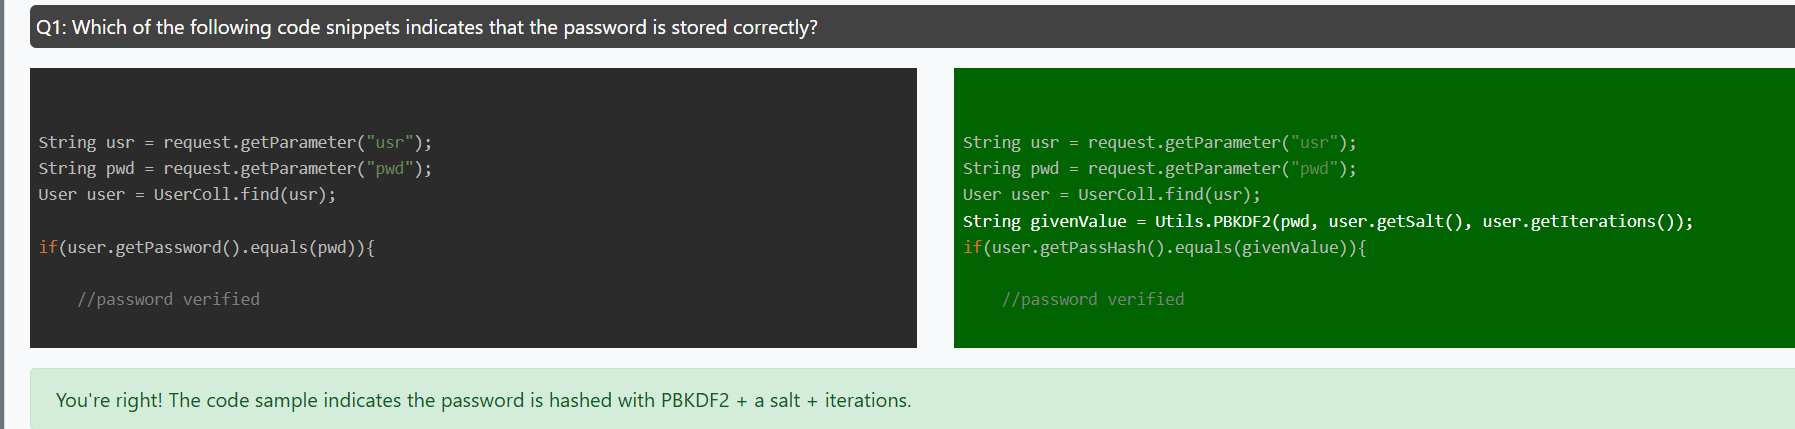 Q1: Which of the following code snippets indicates that the password is stored correctly?
String usr = request.getParameter("usr");
String pwd = request.getParameter("pwd");
User user = UserColl.find(usr);
if(user.getPassword().equals(pwd)){
//password verified
String usr = request.getParameter("usr");
String pwd = request.getParameter("pwd");
User user = UserColl.find(usr);
String givenValue = Utils.PBKDF2(pwd, user.getSalt(), user.getIterations());
if(user.getPassHash().equals(givenValue)){
//password verified
You're right! The code sample indicates the password is hashed with PBKDF2 + a salt + iterations.